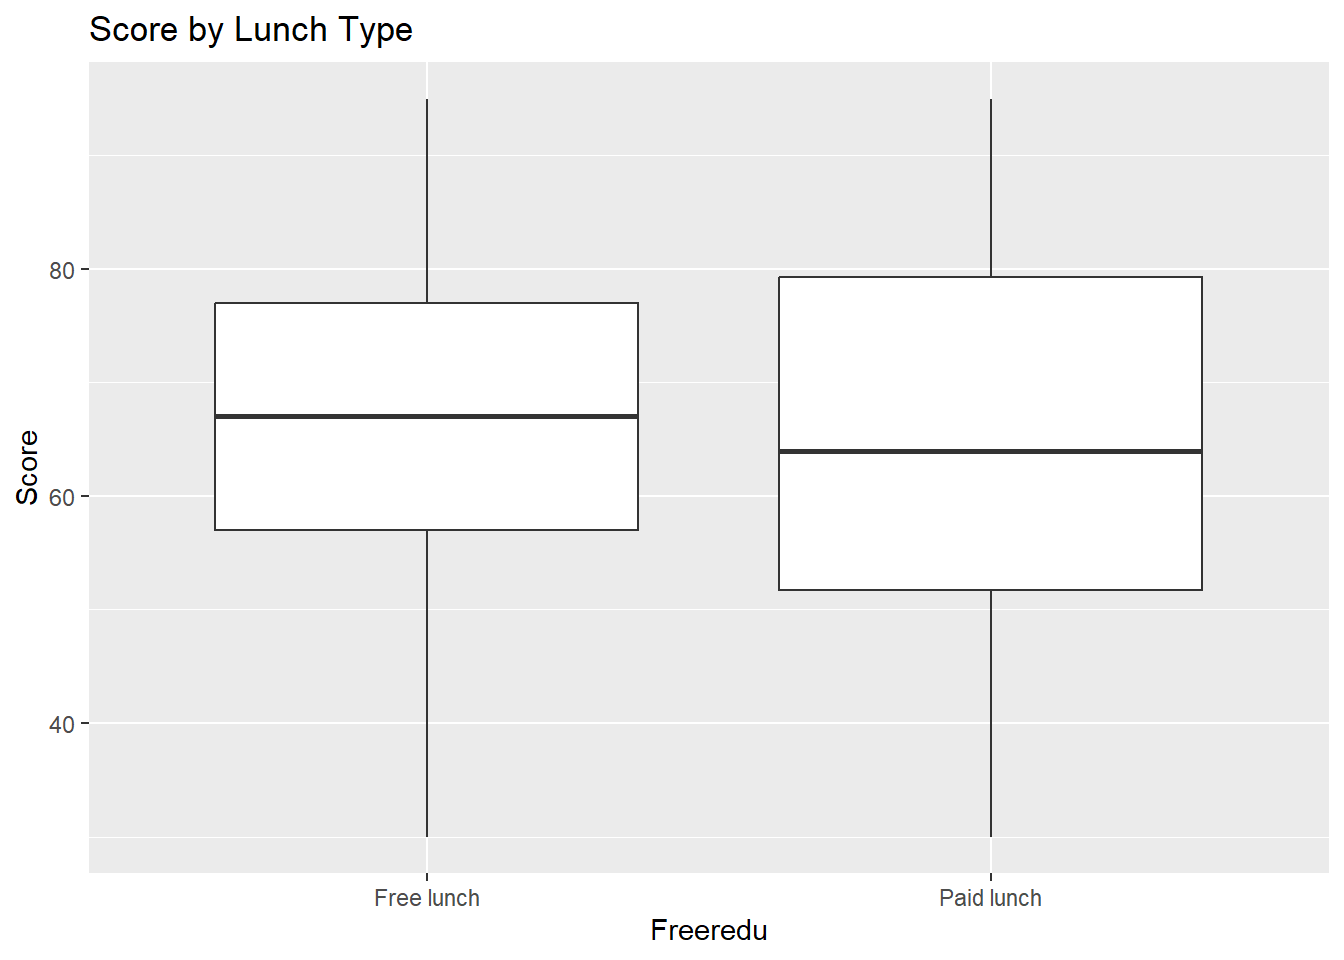 Score by Lunch Type
Score
80
60
40
Free lunch
Paid lunch
Freeredu